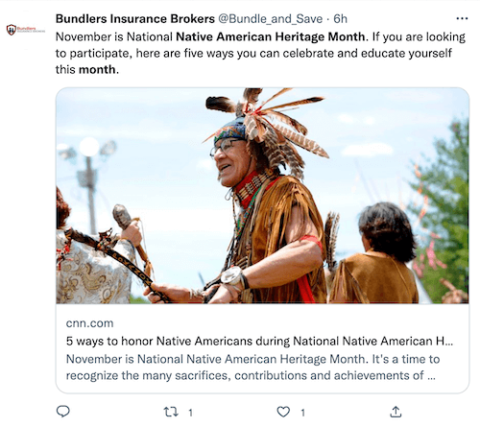 Bundlers Insurance Brokers @Bundle_and_Save · 6h
November is National Native American Heritage Month. If you are looking
to participate, here are five ways you can celebrate and educate yourself
this month.
cnn.com
5 ways to honor Native Americans during National Native American H...
November is National Native American Heritage Month. It's a time to
recognize the many sacrifices, contributions and achievements of ...
1
1